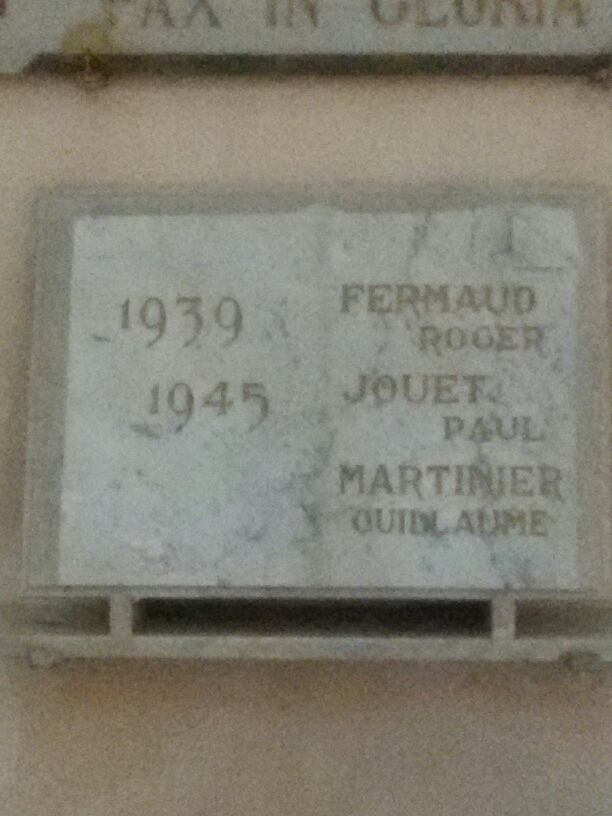 PAX IN GLORIA
1939 FERMAUD
ROGER
1945 JOUET
PAUL
MARTINIER
GUILLAUME